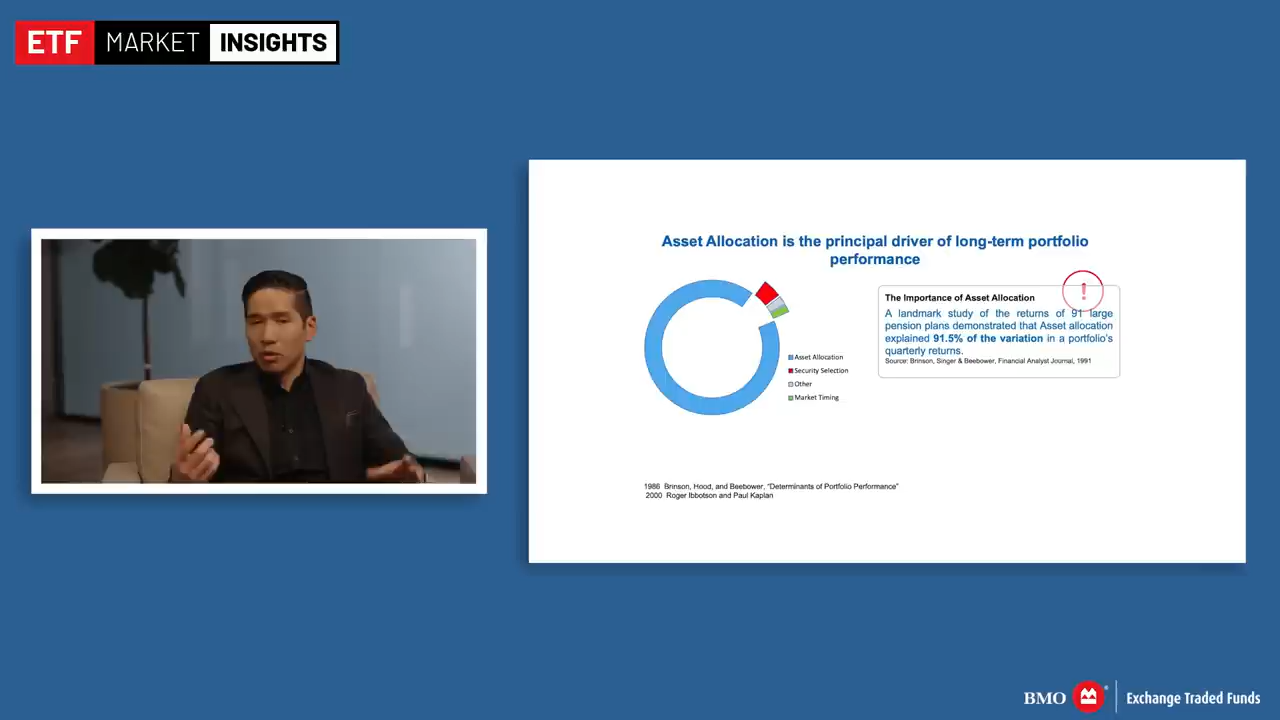 ETF MARKET INSIGHTS
Asset Allocation is the principal driver of long-term portfolio
performance
Asset Allocation
Security Selection
Other
Market Timing
The Importance of Asset Allocation
!
A landmark study of the returns of 91 large
pension plans demonstrated that Asset allocation
explained 91.5% of the variation in a portfolio's
quarterly returns.
Source: Brinson, Singer & Beebower, Financial Analyst Journal, 1991
1986 Brinson, Hood, and Beebower, "Determinants of Portfolio Performance"
2000 Roger Ibbotson and Paul Kaplan
BMO Exchange Traded Funds